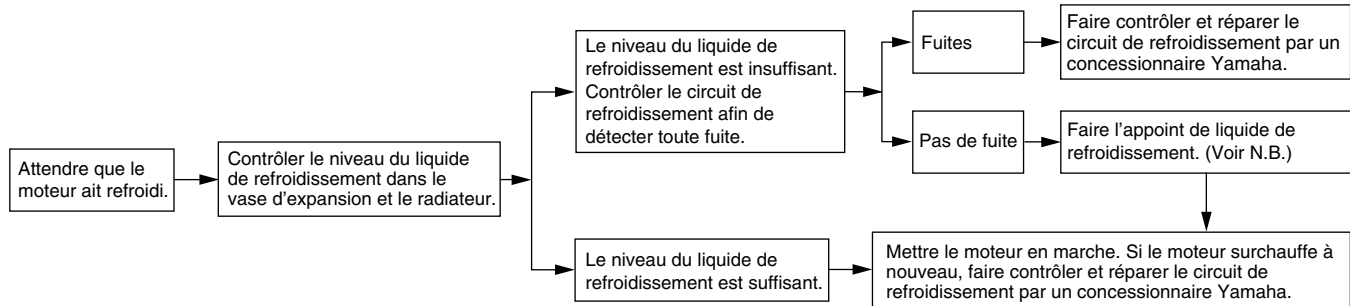 Attendre que le
moteur ait refroidi.
Contrôler le niveau du liquide
de refroidissement dans le
vase d'expansion et le radiateur.
Le niveau du liquide de
refroidissement est insuffisant.
Contrôler le circuit de
refroidissement afin de
détecter toute fuite.
Fuites
Faire contrôler et réparer le
circuit de refroidissement par un
concessionnaire Yamaha.
Pas de fuite
Faire l'appoint de liquide de
refroidissement. (Voir N.B.)
Le niveau du liquide de
refroidissement est suffisant.
Mettre le moteur en marche. Si le moteur surchauffe à
nouveau, faire contrôler et réparer le circuit de
refroidissement par un concessionnaire Yamaha.